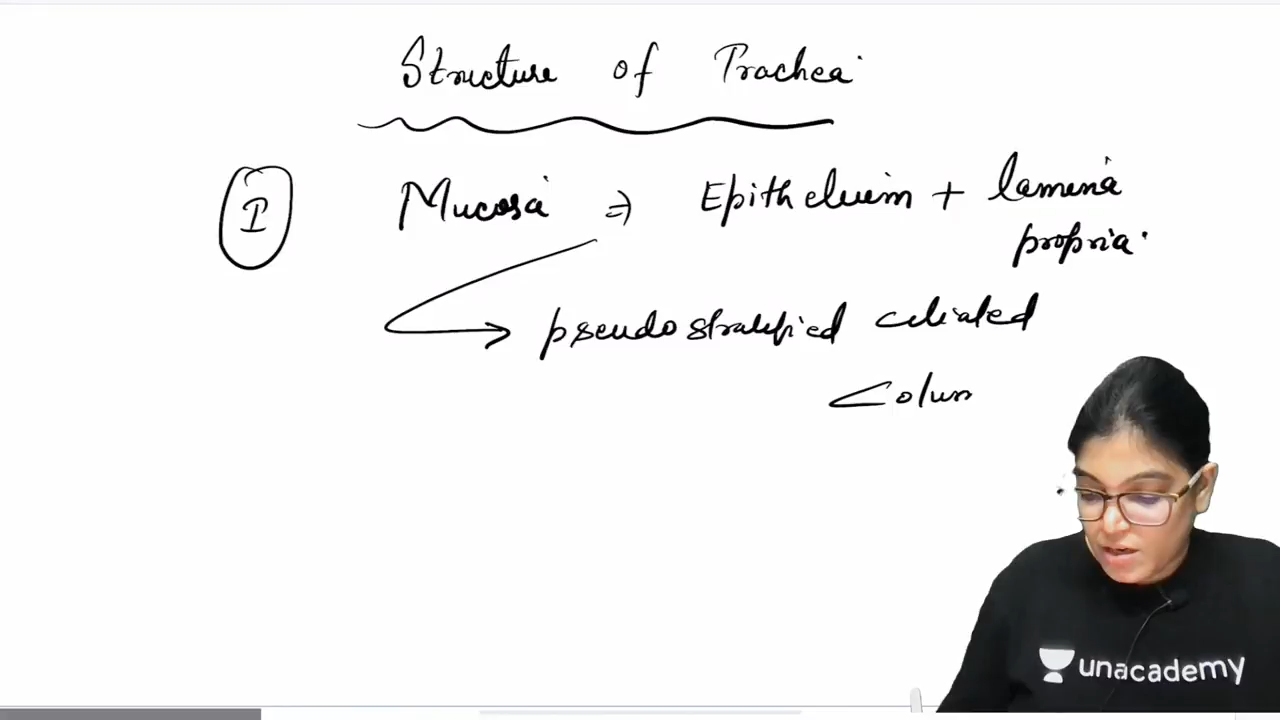 Structure of Trachea
I Mucosa ⇒ Epithelium + lamina
propria
pseudostratified ciliated
Colum
unacademy